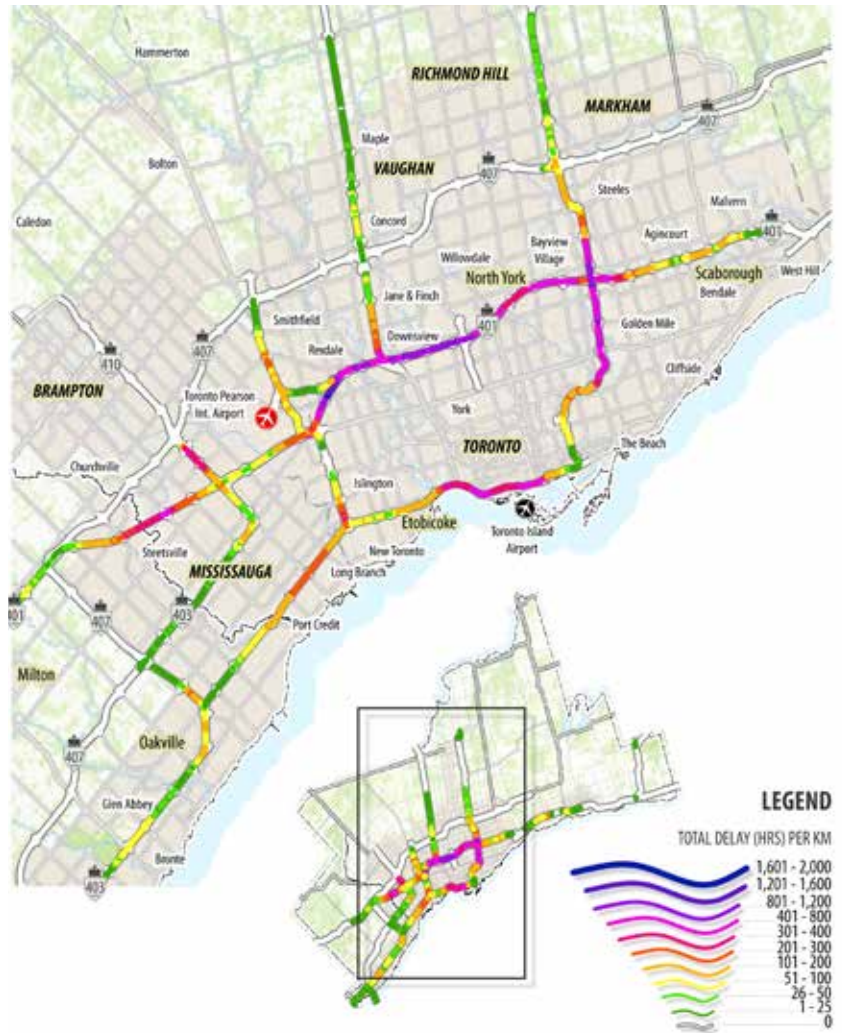 Hammerton
RICHMOND HILL
MARKHAM
407
Maple
Bolton
VAUGHAN
407
Steeles
Malvern
Caledon
Concord
Agincourt
401
Willowdale
Bayview
Village
North York
Scaborough
West Hill
Bendale
Jane & Finch
Smithfield
401
Golden Mile
Downsview
Rexdale
407
410
Cliffside
BRAMPTON
Toronto Pearson
Int. Airport
York
TORONTO
The Beach
Churchville
Islington
Etobicoke
Toronto Island
Airport
Steetsville
New Toronto
MISSISSAUGA
Long Branch
401
407
403
Port Credit
Milton
Oakville
407
Glen Abbey
Bronte
403
LEGEND
TOTAL DELAY (HRS) PER KM
1,601 - 2,000
1,201 - 1,600
801 - 1,200
401 - 800
301 - 400
201 - 300
101 - 200
51 - 100
26 - 50
1 - 25
0